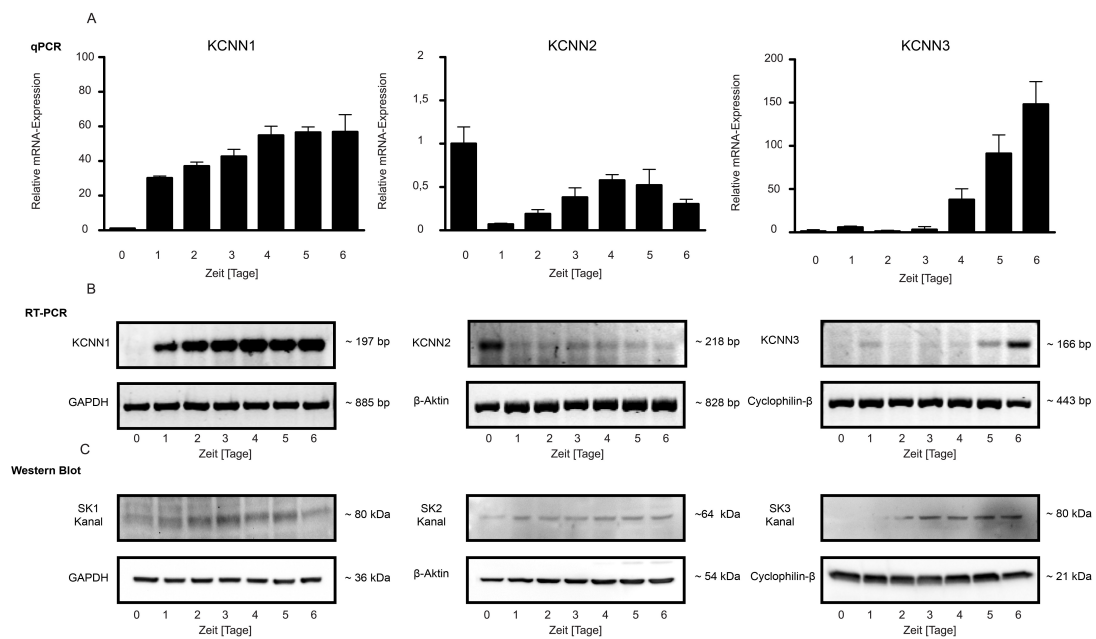 A
qPCR
KCNN1
Relative mRNA-Expression
100
80
60
40
20
0
0 1 2 3 4 5 6
Zeit [Tage]
KCNN2
Relative mRNA-Expression
2
1,5
1
0,5
0
0 1 2 3 4 5 6
Zeit [Tage]
KCNN3
Relative mRNA-Expression
200
150
100
50
0
0 1 2 3 4 5 6
Zeit [Tage]
B
RT-PCR
KCNN1
~ 197 bp
GAPDH
~ 885 bp
0 1 2 3 4 5 6
Zeit [Tage]
KCNN2
~ 218 bp
β-Aktin
~ 828 bp
0 1 2 3 4 5 6
Zeit [Tage]
KCNN3
~ 166 bp
Cyclophilin-β
~ 443 bp
0 1 2 3 4 5 6
Zeit [Tage]
C
Western Blot
SK1
Kanal
~ 80 kDa
GAPDH
~ 36 kDa
0 1 2 3 4 5 6
Zeit [Tage]
SK2
Kanal
~64 kDa
β-Aktin
~ 54 kDa
0 1 2 3 4 5 6
Zeit [Tage]
SK3
Kanal
~ 80 kDa
Cyclophilin-β
~ 21 kDa
0 1 2 3 4 5 6
Zeit [Tage]